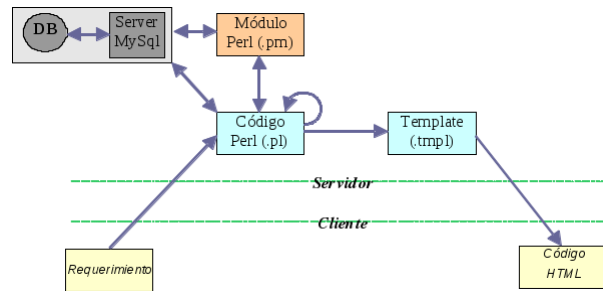 DB
Server
MySql
Módulo
Perl (.pm)
Código
Perl (.pl)
Template
(.tmpl)
Servidor
Cliente
Requerimiento
Código
HTML